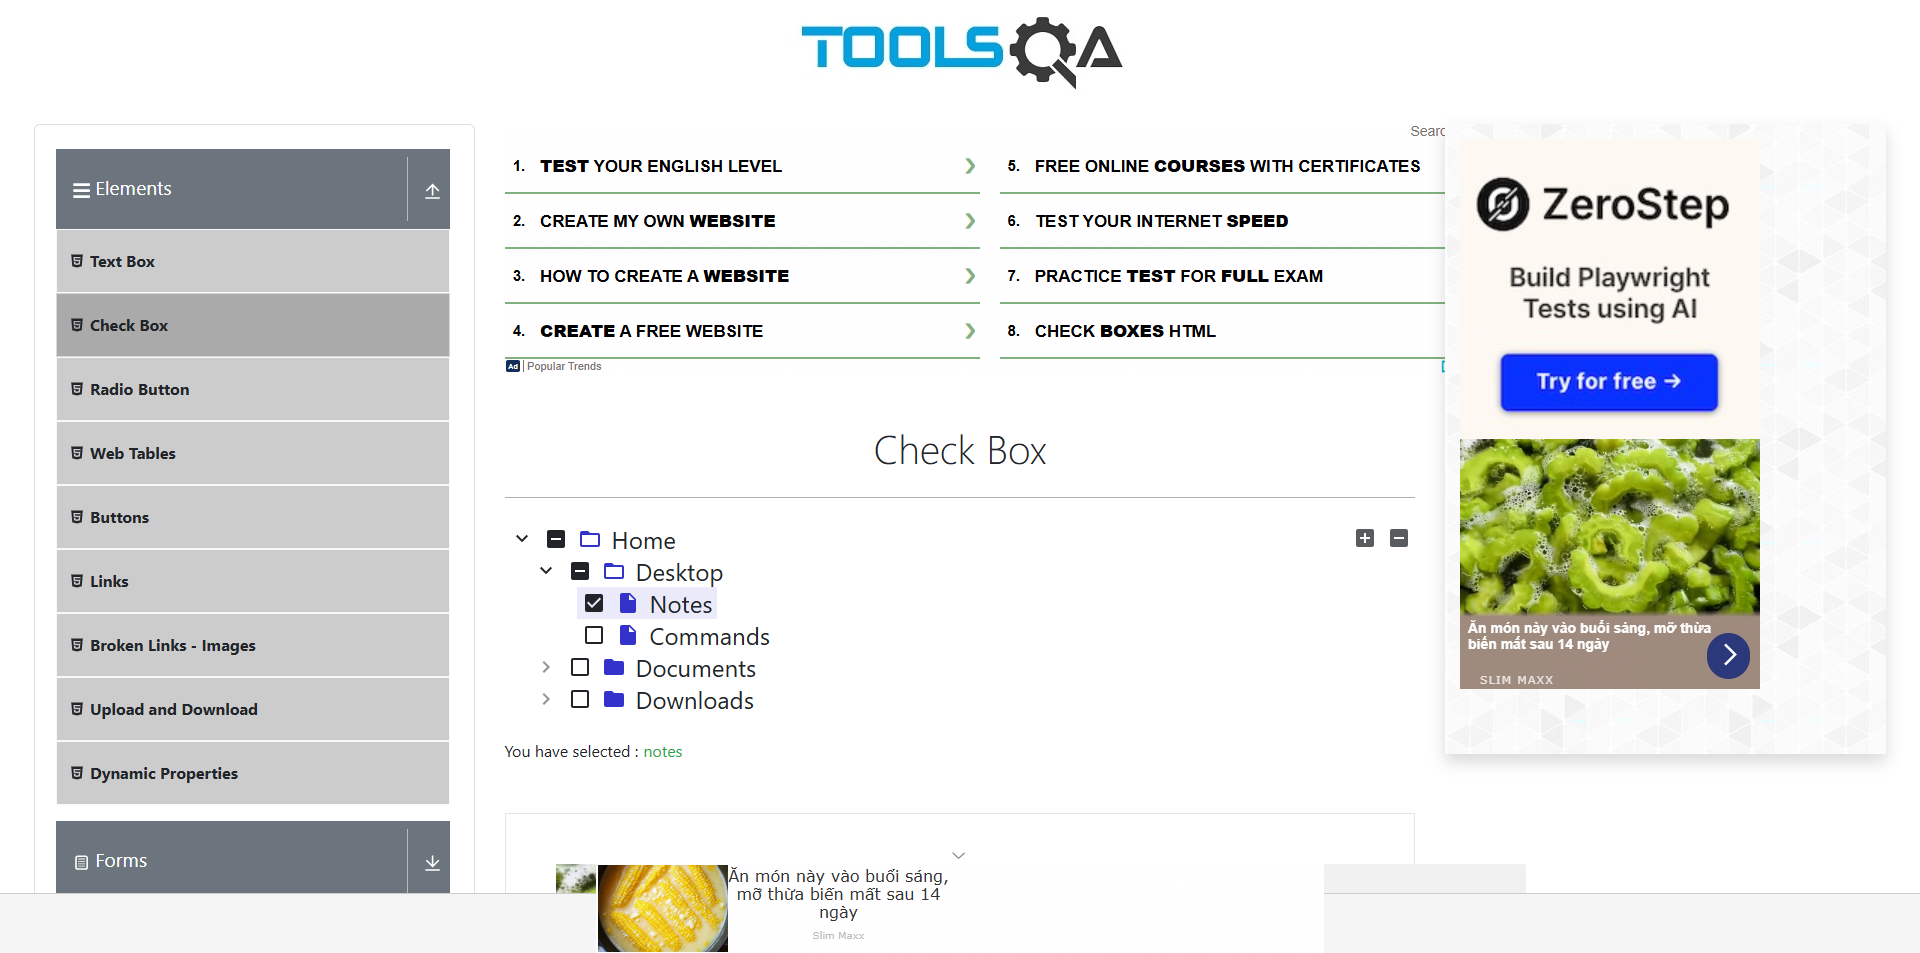 TOOLSQA
Elements
Text Box
Check Box
Radio Button
Web Tables
Buttons
Links
Broken Links - Images
Upload and Download
Dynamic Properties
Forms
Searc
1. TEST YOUR ENGLISH LEVEL
2. CREATE MY OWN WEBSITE
3. HOW TO CREATE A WEBSITE
4. CREATE A FREE WEBSITE
5. FREE ONLINE COURSES WITH CERTIFICATES
6. TEST YOUR INTERNET SPEED
7. PRACTICE TEST FOR FULL EXAM
8. CHECK BOXES HTML
Ad | Popular Trends
Check Box
Home
Desktop
Notes
Commands
Documents
Downloads
You have selected : notes
ZeroStep
Build Playwright
Tests using AI
Try for free →
Ăn món này vào buổi sáng, mỡ thừa
biến mất sau 14 ngày
SLIM MAXX
Ăn món này vào buổi sáng,
mỡ thừa biến mất sau 14
ngày
Slim Maxx